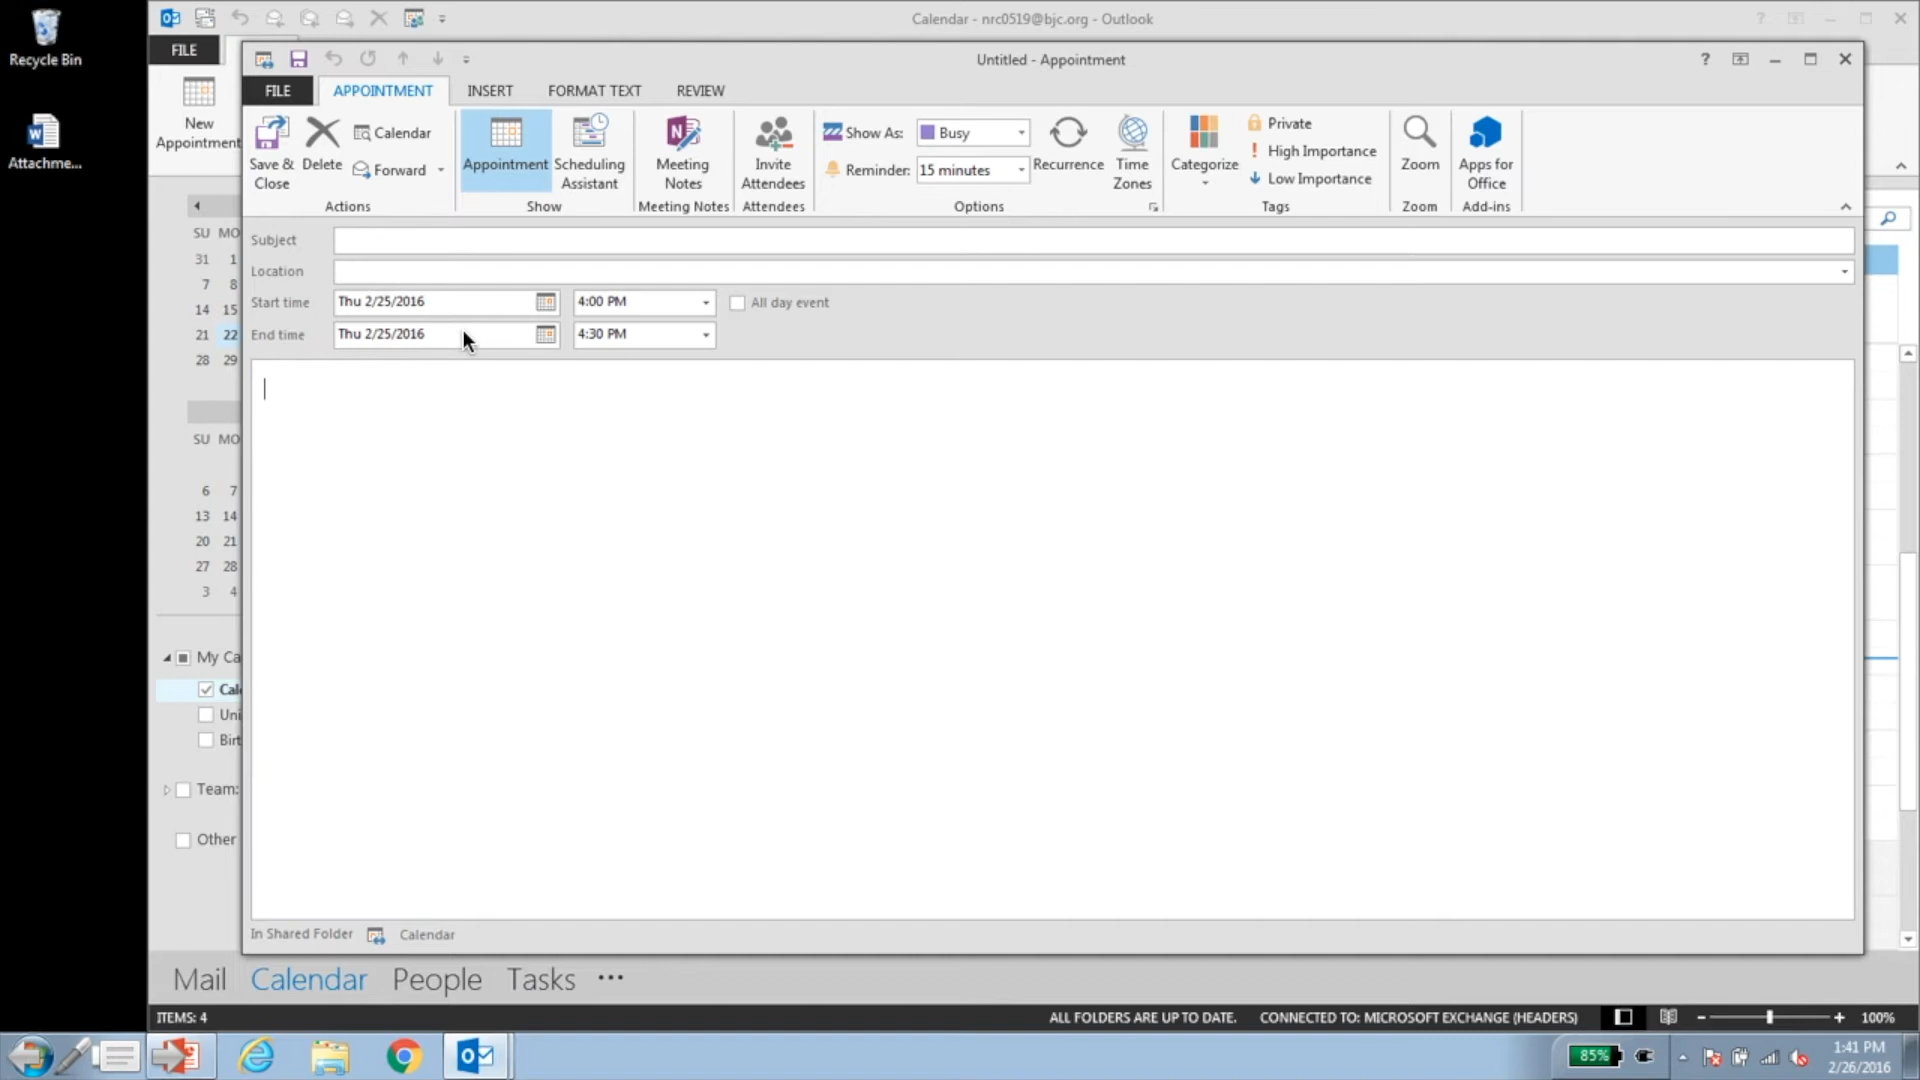 Recycle Bin
Attachme...
Calendar - nrc0519@bjc.org - Outlook
FILE
New
Appointment
Untitled - Appointment
FILE
APPOINTMENT
INSERT
FORMAT TEXT
REVIEW
Save &
Close
Delete
Calendar
Forward
Actions
Appointment
Scheduling
Assistant
Show
Meeting
Notes
Meeting Notes
Invite
Attendees
Attendees
Show As: Busy
Reminder: 15 minutes
Recurrence
Time
Zones
Options
Categorize
Private
High Importance
Low Importance
Tags
Zoom
Zoom
Apps for
Office
Add-ins
Subject
Location
Start time Thu 2/25/2016 4:00 PM All day event
End time Thu 2/25/2016 4:30 PM
SU MO
31 1
7 8
14 15
21 22
28 29
SU MO
6 7
13 14
20 21
27 28
3 4
My Ca
Cale
Uni
Birt
Team:
Other
In Shared Folder Calendar
Mail Calendar People Tasks •••
ITEMS: 4
ALL FOLDERS ARE UP TO DATE. CONNECTED TO: MICROSOFT EXCHANGE (HEADERS) 100%
85%
1:41 PM
2/26/2016